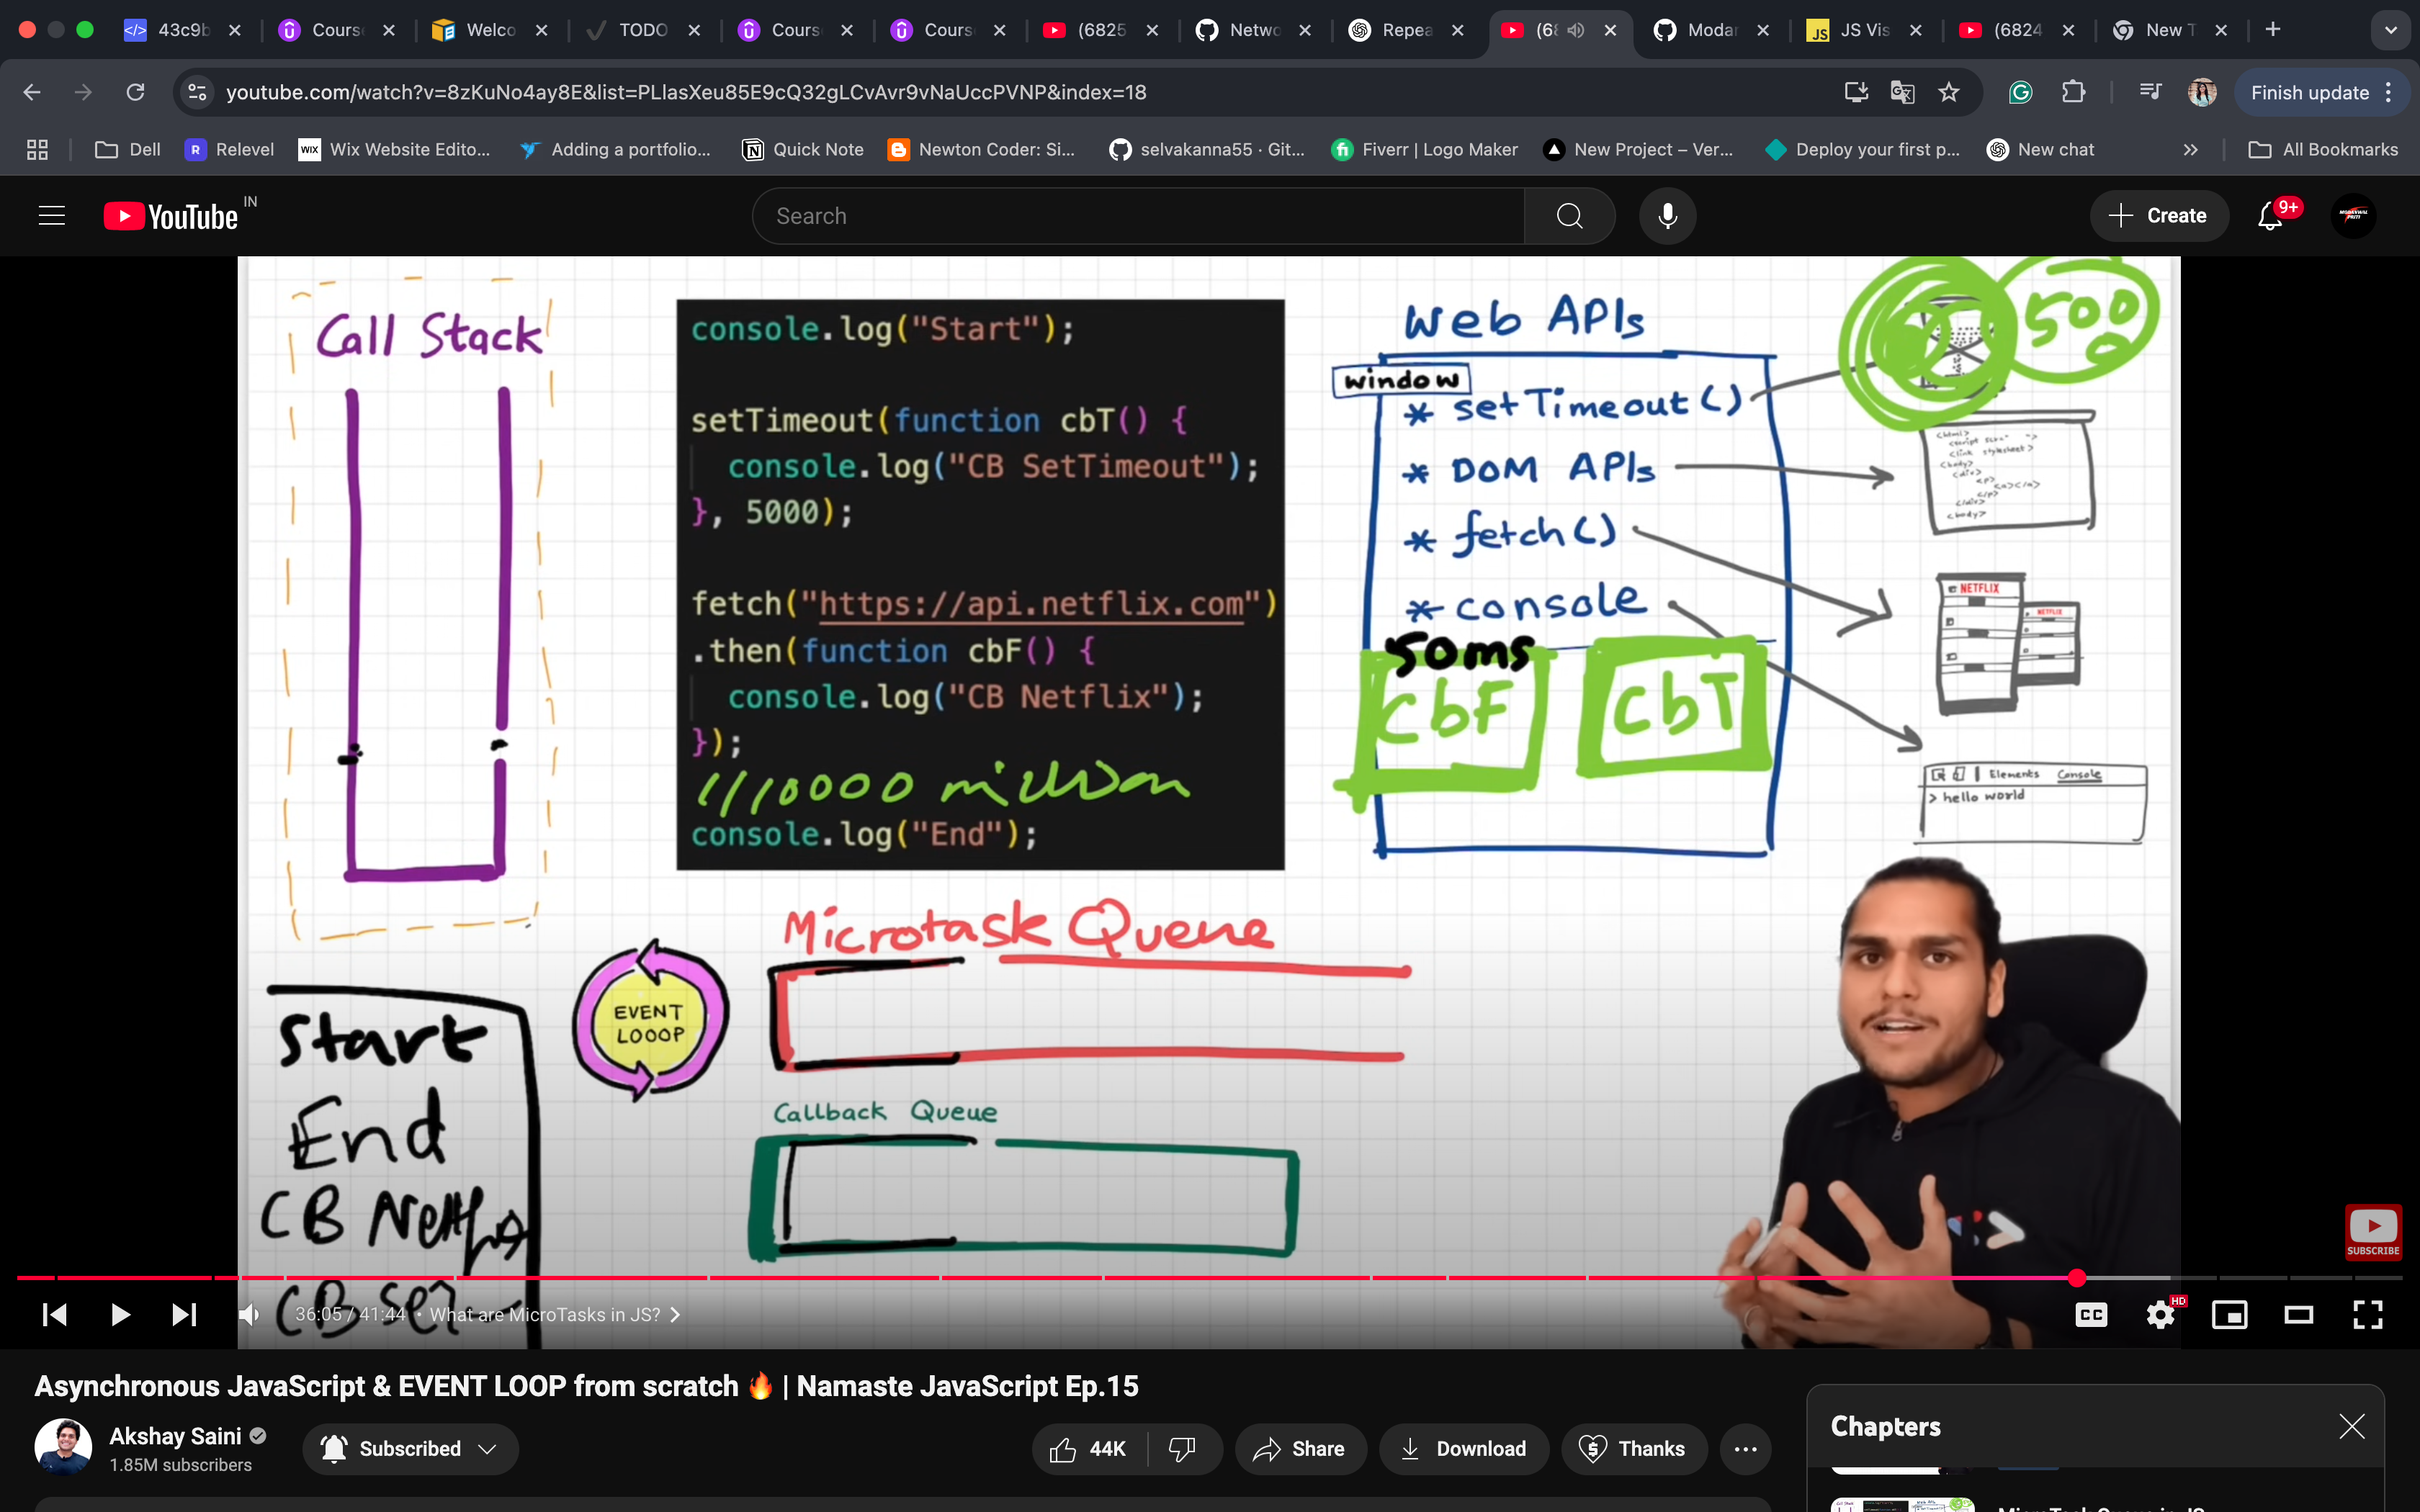 43c9b
Cours
Welco
TODO
Cours
Cours
(6825
Netwo
Repea
(68
Modar
JS Vis
(6824
New T
youtube.com/watch?v=8zKuNo4ay8E&list=PLlasXeu85E9cQ32gLCvAvr9vNaUccPVNP&index=18
Finish update
Dell
Relevel
Wix Website Edito...
Adding a portfolio...
Quick Note
Newton Coder: Si...
selvakanna55 · Git...
Fiverr | Logo Maker
New Project – Ver...
Deploy your first p...
New chat
All Bookmarks
YouTube IN
Search
Create
9+
Call Stack
console.log("Start");
setTimeout(function cbT() {
console.log("CB SetTimeout");
}, 5000);
fetch("https://api.netflix.com")
.then(function cbF() {
console.log("CB Netflix");
});
// 10000 million
console.log("End");
Web APIs
window
* setTimeout()
* DOM APIs
* fetch()
* console
50ms
CbF
CbT
5000
NETFLIX
NETFLIX
Elements Console
> hello world
Microtask Queue
EVENT
LOOOP
Callback Queue
Start
End
CB Netflix
CB Set
SUBSCRIBE
36:05 / 41:44 • What are MicroTasks in JS? >
CC
HD
Asynchronous JavaScript & EVENT LOOP from scratch 🔥 | Namaste JavaScript Ep.15
Akshay Saini
1.85M subscribers
Subscribed
44K
Share
Download
Thanks
Chapters